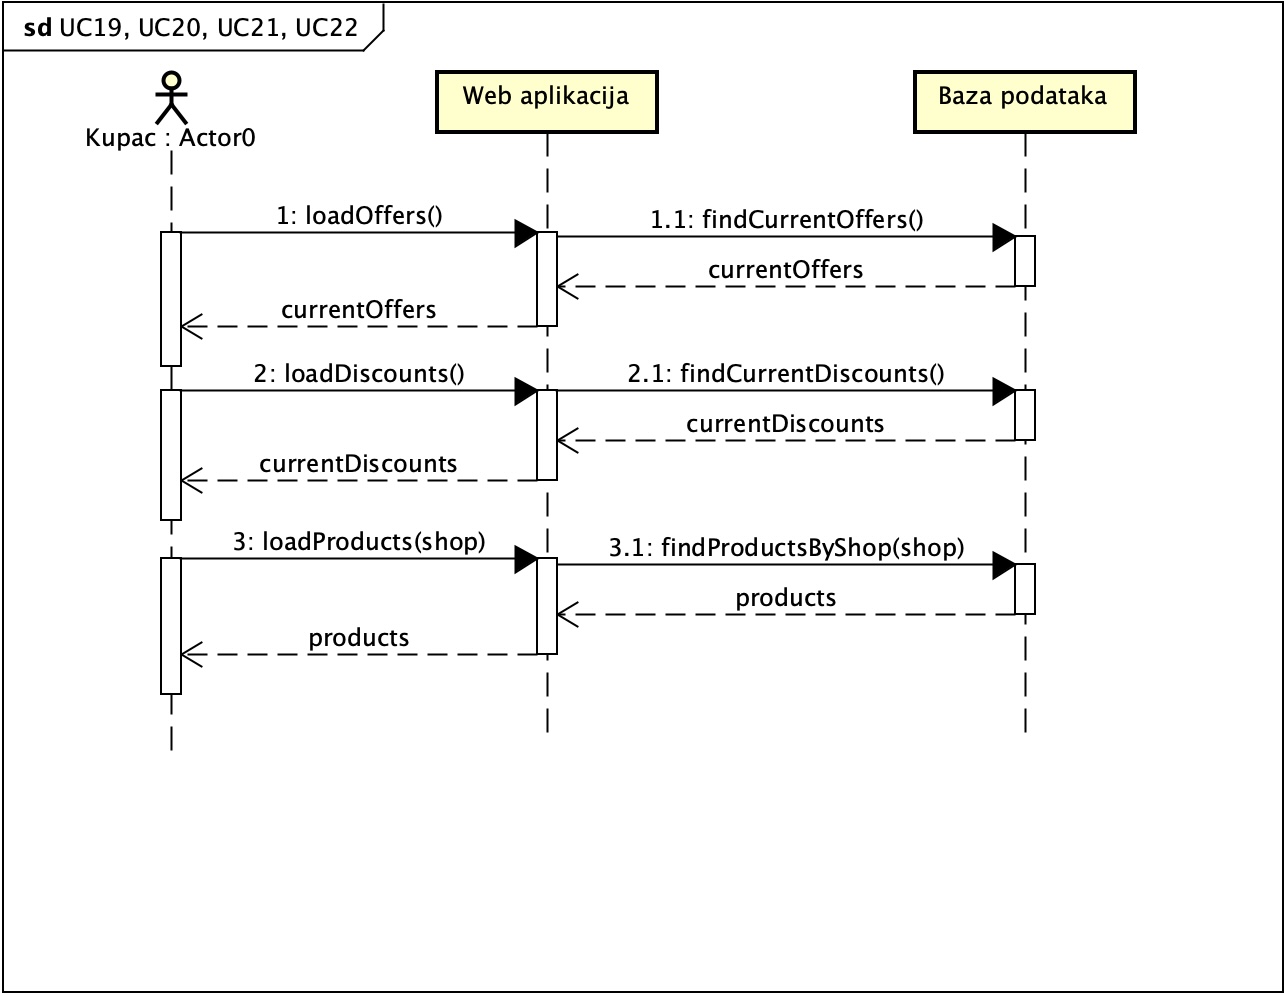 sd UC19, UC20, UC21, UC22
Kupac : Actor0
Web aplikacija
Baza podataka
1: loadOffers()
1.1: findCurrentOffers()
currentOffers
currentOffers
2: loadDiscounts()
2.1: findCurrentDiscounts()
currentDiscounts
currentDiscounts
3: loadProducts(shop)
3.1: findProductsByShop(shop)
products
products